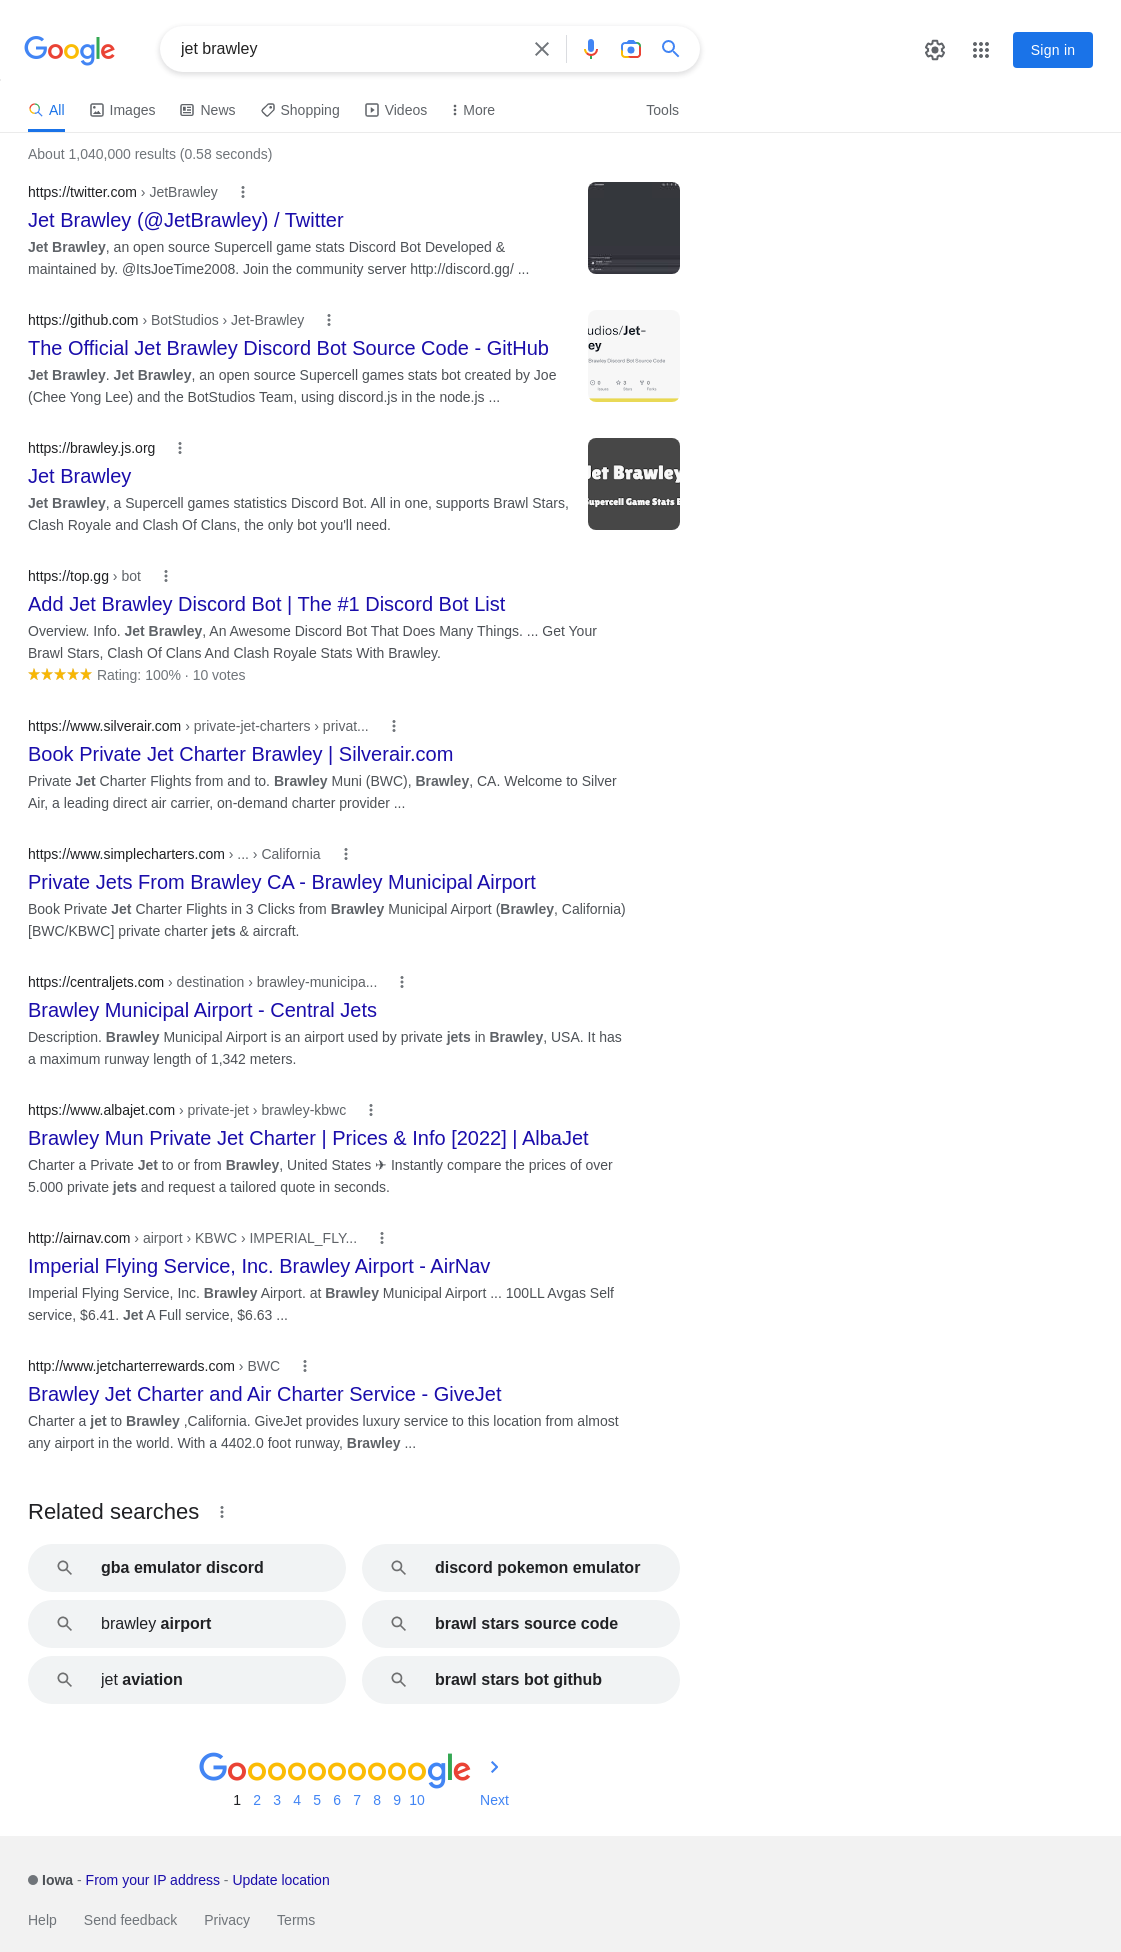 Google
jet brawley
Sign in
All
Images
News
Shopping
Videos
More
Tools
About 1,040,000 results (0.58 seconds)
https://twitter.com › JetBrawley
Jet Brawley (@JetBrawley) / Twitter
Jet Brawley, an open source Supercell game stats Discord Bot Developed &
maintained by. @ItsJoeTime2008. Join the community server http://discord.gg/ ...
https://github.com › BotStudios › Jet-Brawley
The Official Jet Brawley Discord Bot Source Code - GitHub
Jet Brawley. Jet Brawley, an open source Supercell games stats bot created by Joe
(Chee Yong Lee) and the BotStudios Team, using discord.js in the node.js ...
udios/Jet-
ey
Brawley Discord Bot Source Code
https://brawley.js.org
Jet Brawley
Jet Brawley, a Supercell games statistics Discord Bot. All in one, supports Brawl Stars,
Clash Royale and Clash Of Clans, the only bot you'll need.
Jet Brawley
Supercell Game Stats B
https://top.gg › bot
Add Jet Brawley Discord Bot | The #1 Discord Bot List
Overview. Info. Jet Brawley, An Awesome Discord Bot That Does Many Things. ... Get Your
Brawl Stars, Clash Of Clans And Clash Royale Stats With Brawley.
Rating: 100% · 10 votes
https://www.silverair.com › private-jet-charters › privat...
Book Private Jet Charter Brawley | Silverair.com
Private Jet Charter Flights from and to. Brawley Muni (BWC), Brawley, CA. Welcome to Silver
Air, a leading direct air carrier, on-demand charter provider ...
https://www.simplecharters.com › ... › California
Private Jets From Brawley CA - Brawley Municipal Airport
Book Private Jet Charter Flights in 3 Clicks from Brawley Municipal Airport (Brawley, California)
[BWC/KBWC] private charter jets & aircraft.
https://centraljets.com › destination › brawley-municipa...
Brawley Municipal Airport - Central Jets
Description. Brawley Municipal Airport is an airport used by private jets in Brawley, USA. It has
a maximum runway length of 1,342 meters.
https://www.albajet.com › private-jet › brawley-kbwc
Brawley Mun Private Jet Charter | Prices & Info [2022] | AlbaJet
Charter a Private Jet to or from Brawley, United States ✈ Instantly compare the prices of over
5.000 private jets and request a tailored quote in seconds.
http://airnav.com › airport › KBWC › IMPERIAL_FLY...
Imperial Flying Service, Inc. Brawley Airport - AirNav
Imperial Flying Service, Inc. Brawley Airport. at Brawley Municipal Airport ... 100LL Avgas Self
service, $6.41. Jet A Full service, $6.63 ...
http://www.jetcharterrewards.com › BWC
Brawley Jet Charter and Air Charter Service - GiveJet
Charter a jet to Brawley ,California. GiveJet provides luxury service to this location from almost
any airport in the world. With a 4402.0 foot runway, Brawley ...
Related searches
gba emulator discord
discord pokemon emulator
brawley airport
brawl stars source code
jet aviation
brawl stars bot github
Goooooooooogle
1 2 3 4 5 6 7 8 9 10 Next
Iowa - From your IP address - Update location
Help Send feedback Privacy Terms